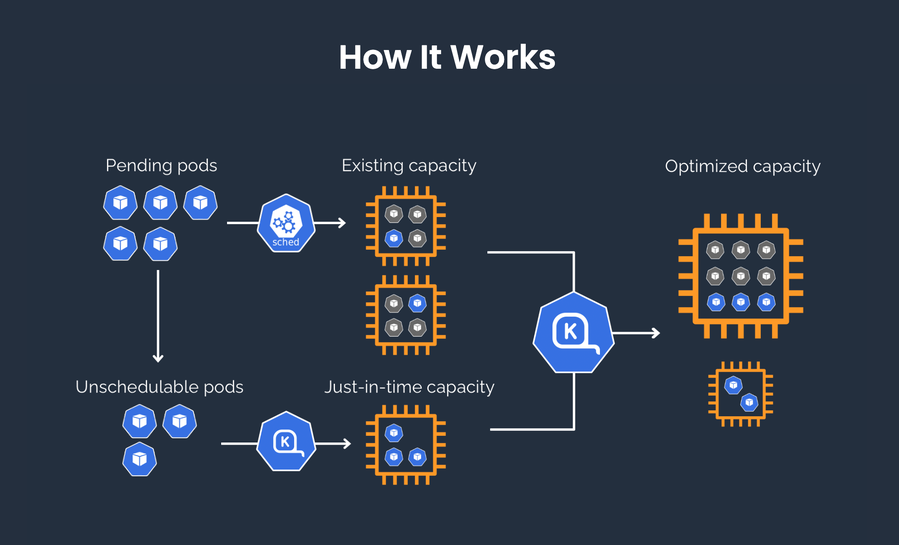 How It Works
Pending pods
Existing capacity
Optimized capacity
sched
K
Unschedulable pods
Just-in-time capacity
K